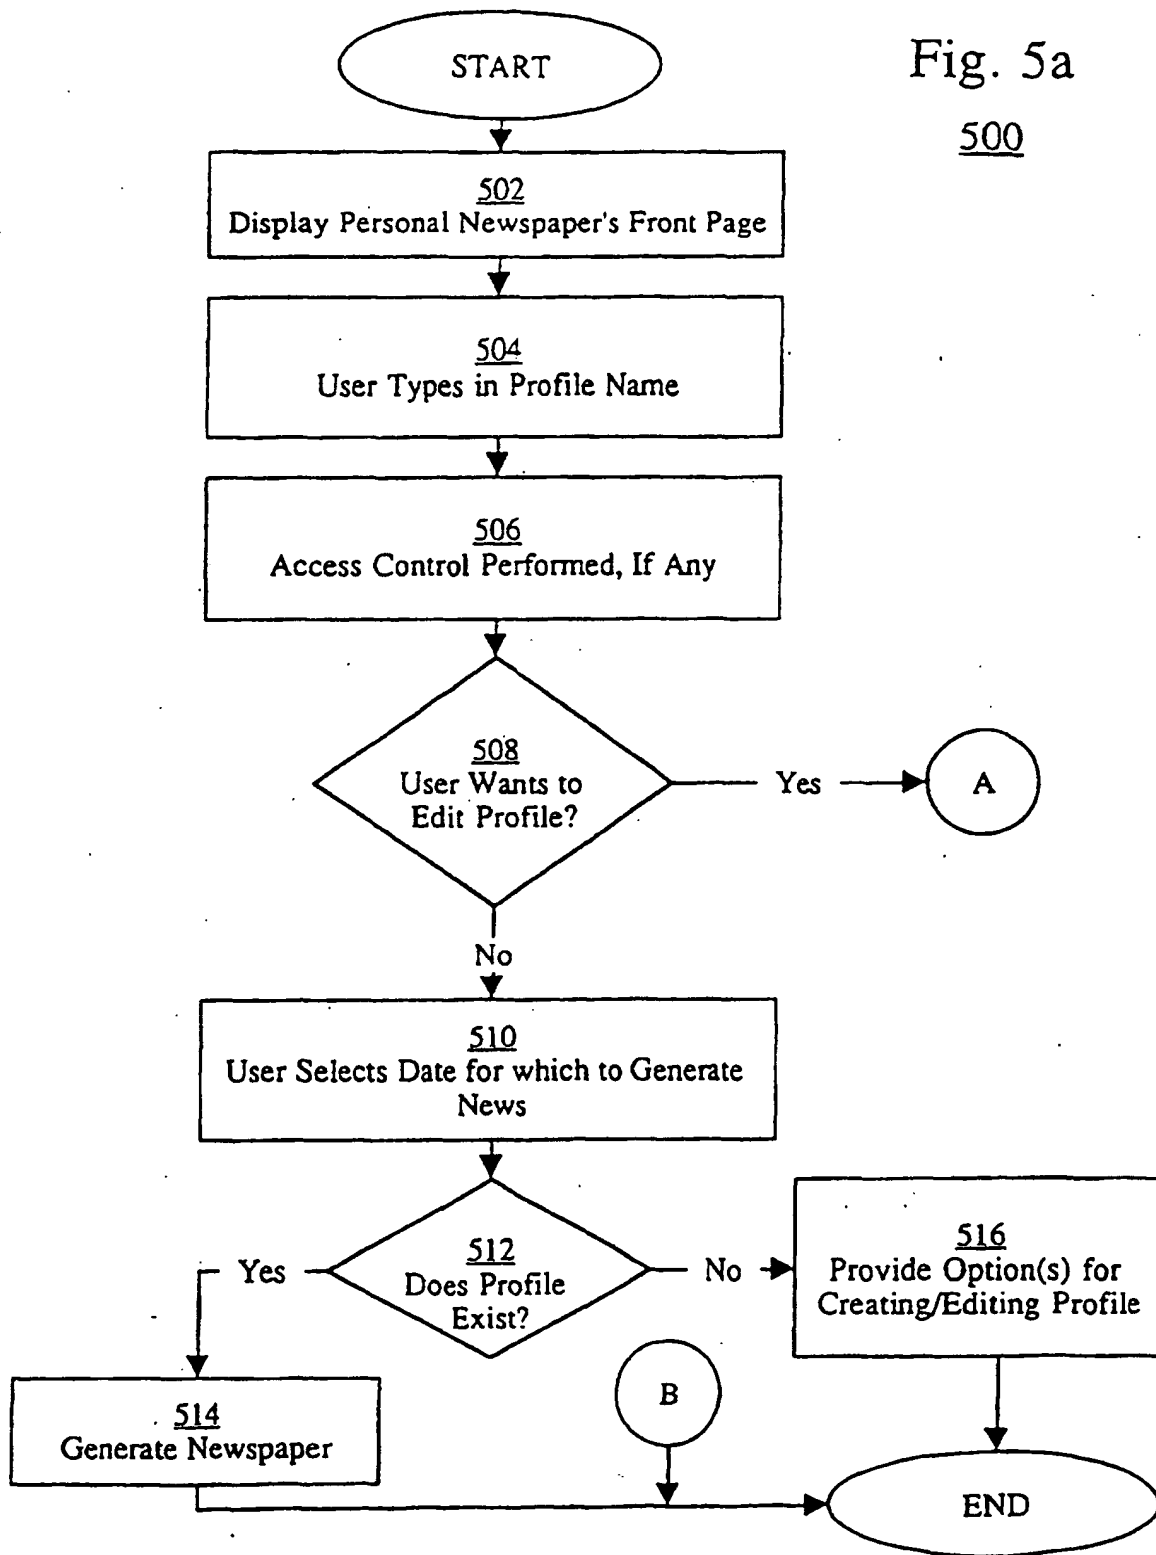 START
Fig. 5a
500
502
Display Personal Newspaper's Front Page
504
User Types in Profile Name
506
Access Control Performed, If Any
508
User Wants to
Edit Profile?
Yes
A
No
510
User Selects Date for which to Generate
News
512
Does Profile
Exist?
Yes
No
516
Provide Option(s) for
Creating/Editing Profile
B
514
Generate Newspaper
END